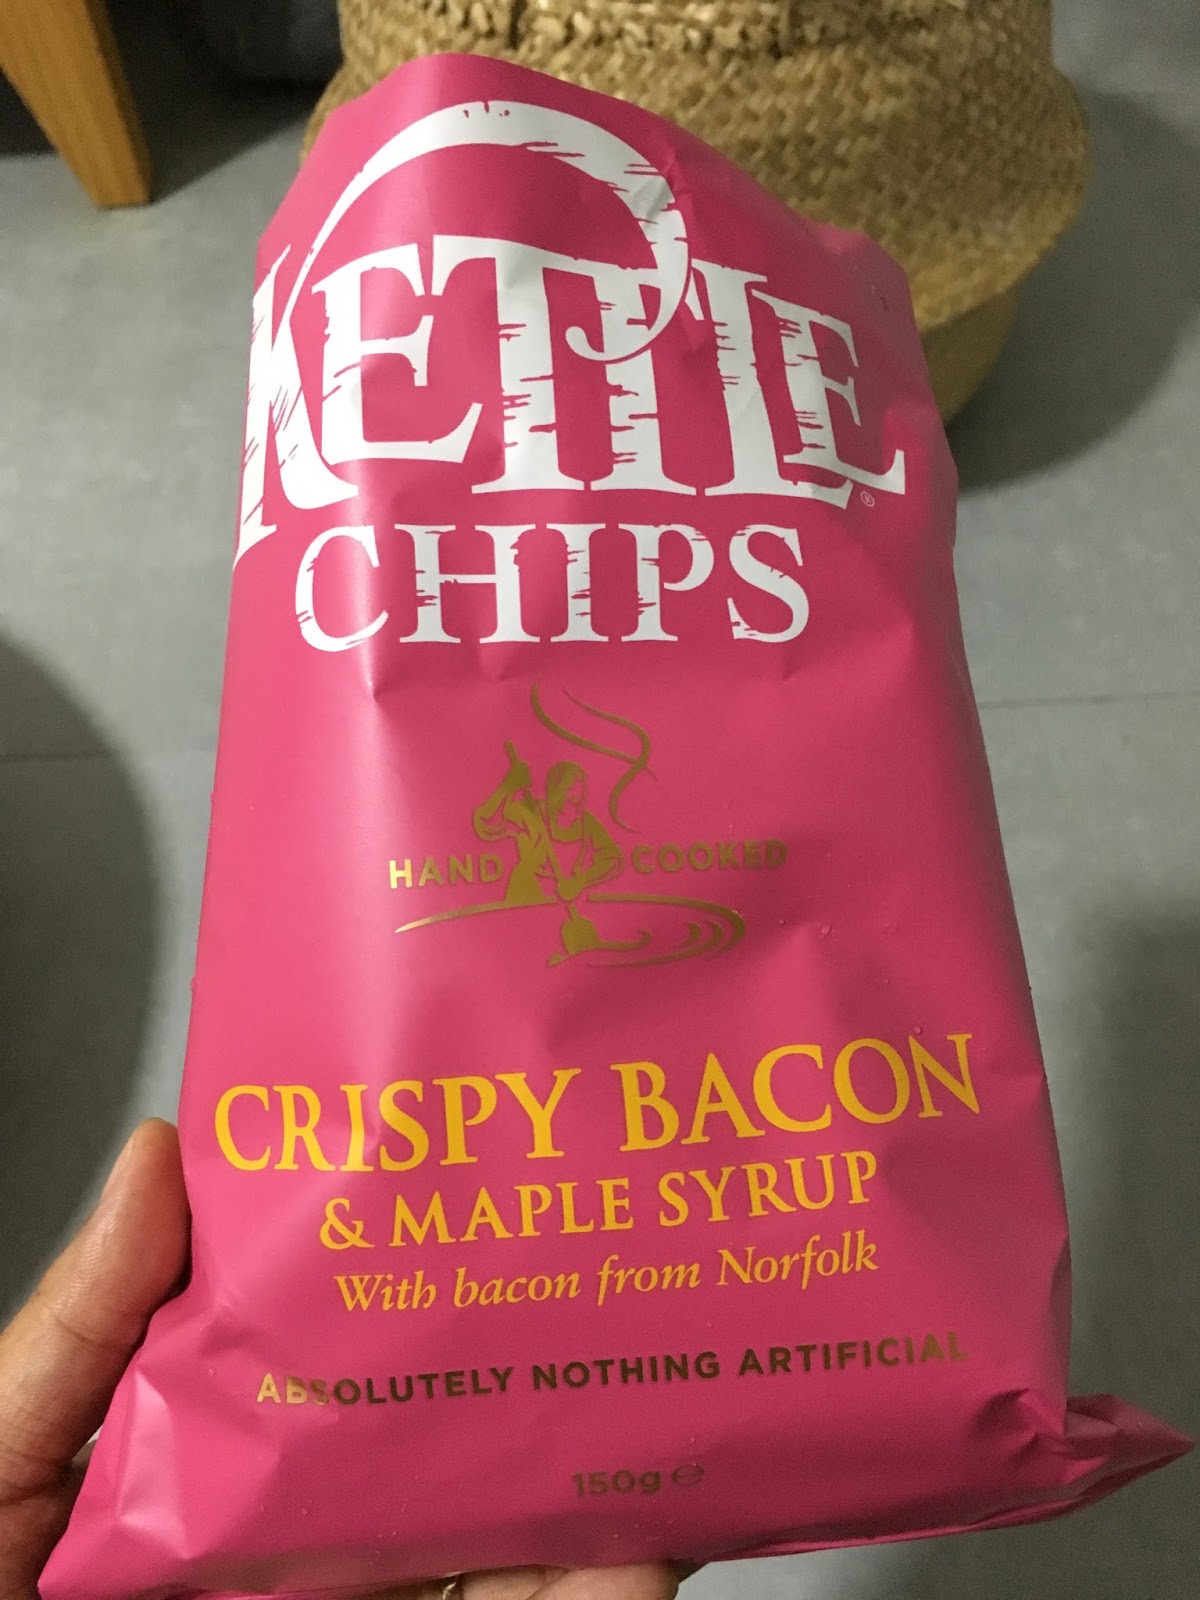 KETTLE®
CHIPS
HAND COOKED
CRISPY BACON
& MAPLE SYRUP
With bacon from Norfolk
ABSOLUTELY NOTHING ARTIFICIAL
150g ℮